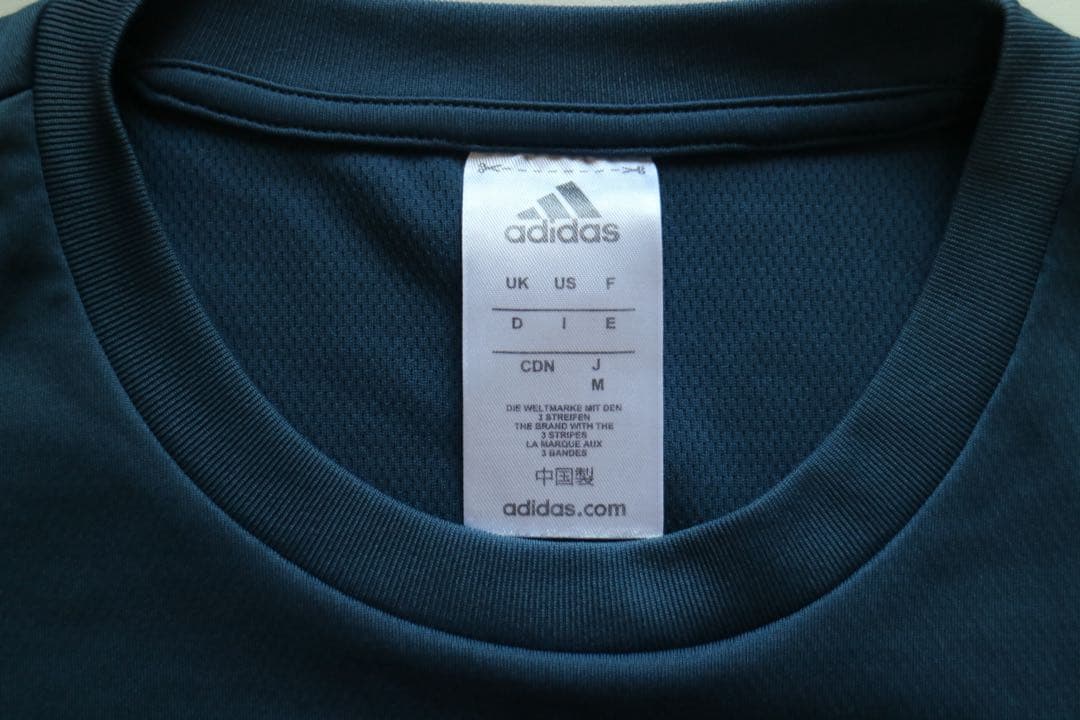 adidas
UK US F
D I E
CDN J
M
DIE WELTMARKE MIT DEN
3 STREIFEN
THE BRAND WITH THE
3 STRIPES
LA MARQUE AUX
3 BANDES
中国製
adidas.com